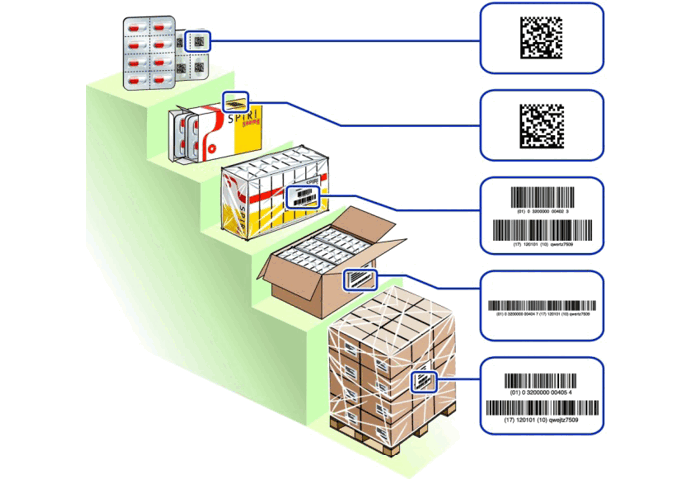 SPIRI
(01) 0 3200000 00402 3
(17) 120101 (10) qwertz7509
(01) 0 3200000 00404 7 (17) 120101 (10) qwertz7509
(01) 0 3200000 00405 4
(17) 120101 (10) qwejlz7509